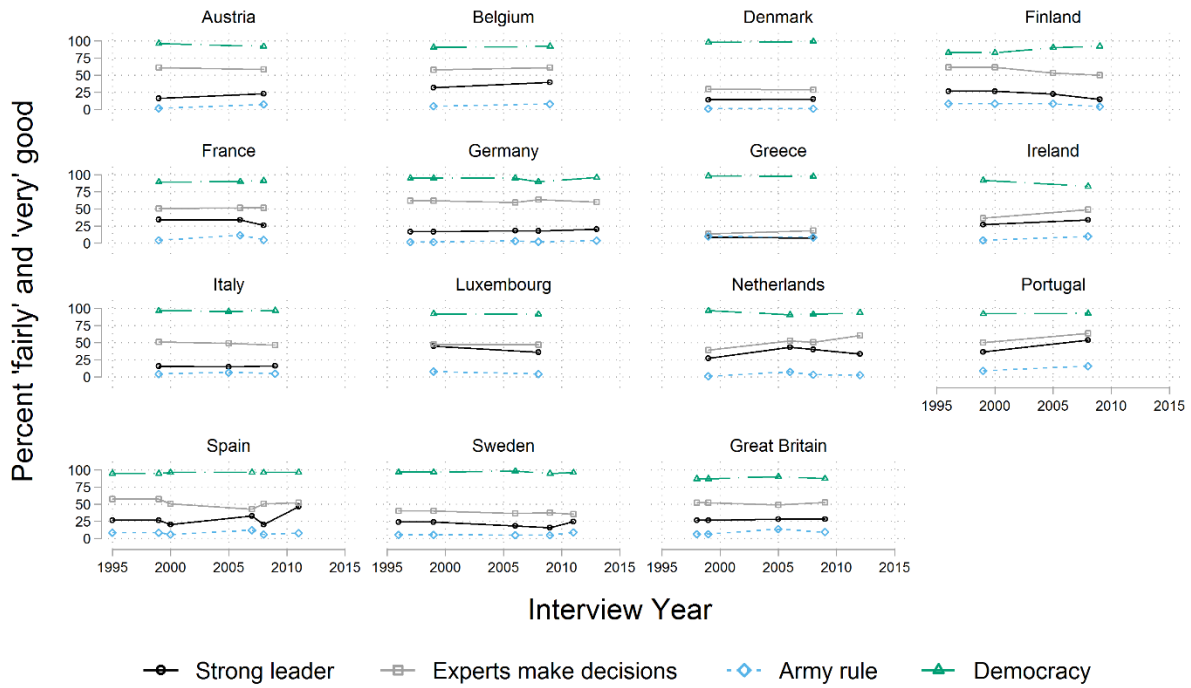 Percent 'fairly' and 'very' good
Austria Belgium Denmark Finland
100
75
50
25
0
France Germany Greece Ireland
100
75
50
25
0
Italy Luxembourg Netherlands Portugal
100
75
50
25
0
1995 2000 2005 2010 2015
Spain Sweden Great Britain
100
75
50
25
0
1995 2000 2005 2010 2015 1995 2000 2005 2010 2015 1995 2000 2005 2010 2015
Interview Year
Strong leader Experts make decisions Army rule Democracy